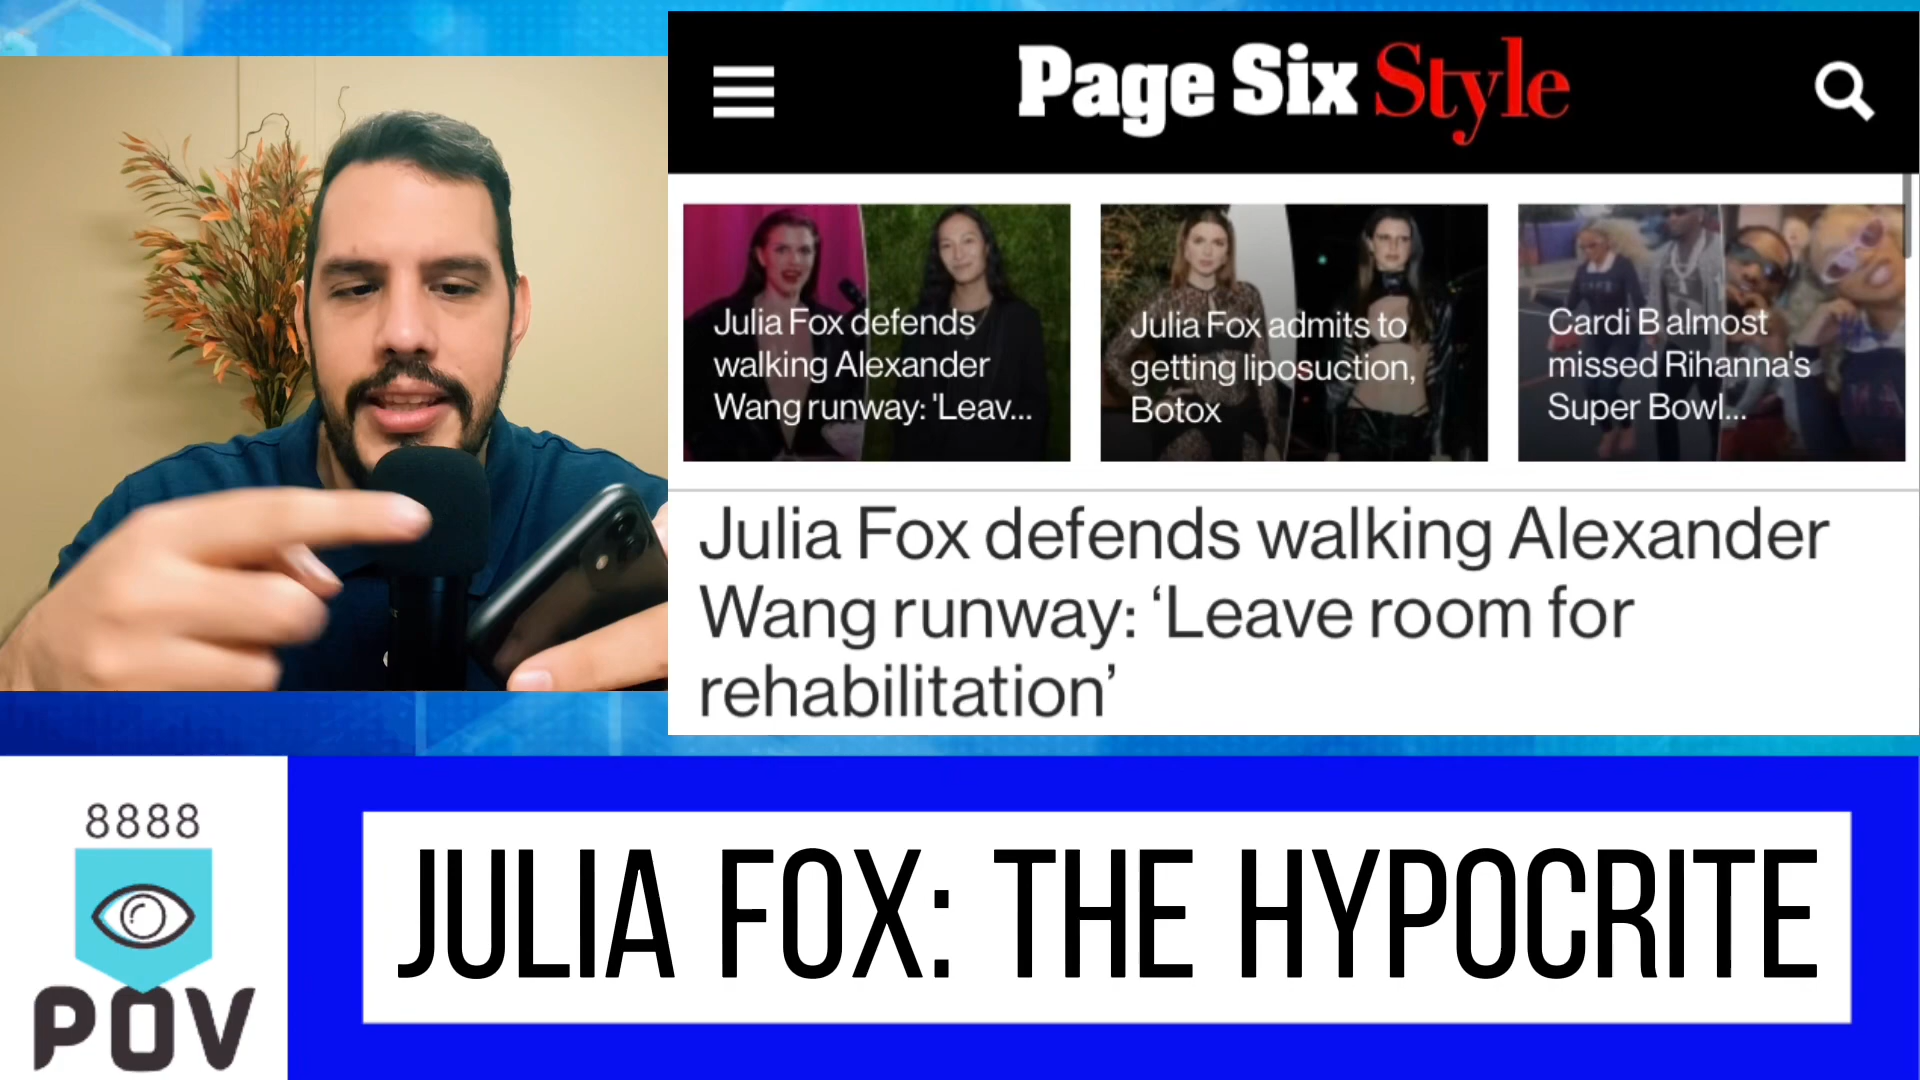 Page Six Style
Julia Fox defends
walking Alexander
Wang runway: 'Leav...
Julia Fox admits to
getting liposuction,
Botox
Cardi B almost
missed Rihanna's
Super Bowl...
Julia Fox defends walking Alexander
Wang runway: ‘Leave room for
rehabilitation’
8888
POV
JULIA FOX: THE HYPOCRITE